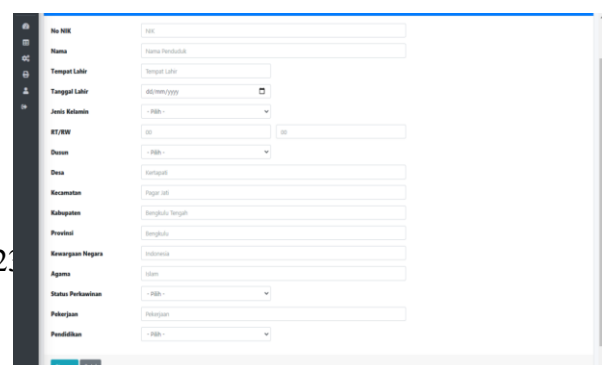 No NIK NIK
Nama Nama Penduduk
Tempat Lahir Tempat Lahir
Tanggal Lahir dd/mm/yyyy
Jenis Kelamin - Pilih -
RT/RW 00 00
Dusun - Pilih -
Desa Kertapati
Kecamatan Pagar Jati
Kabupaten Bengkulu Tengah
Provinsi Bengkulu
Kewargaan Negara Indonesia
Agama Islam
Status Perkawinan - Pilih -
Pekerjaan Pekerjaan
Pendidikan - Pilih -